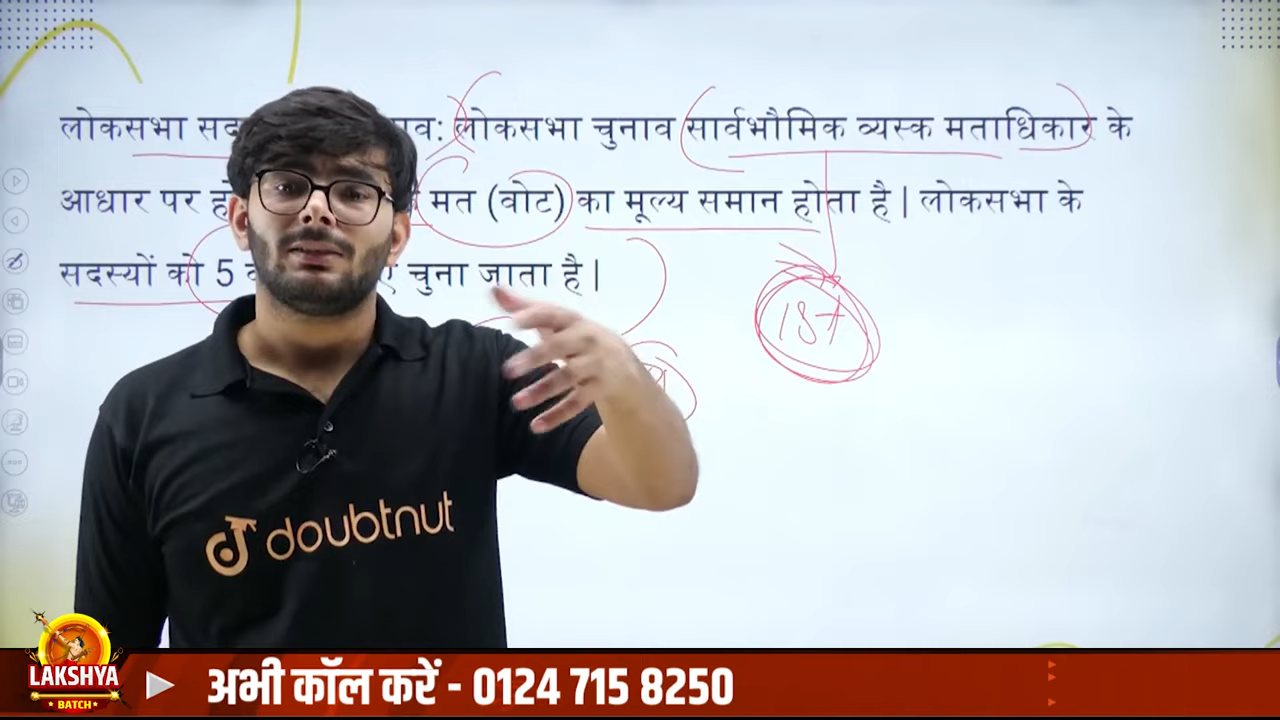 लोकसभा सद व: लोकसभा चुनाव सार्वभौमिक व्यस्क मताधिकार के
आधार पर हो मत (वोट) का मूल्य समान होता है | लोकसभा के
सदस्यों को 5 चुना जाता है |
18+
doubtnut
LAKSHYA
BATCH
अभी कॉल करें - 0124 715 8250